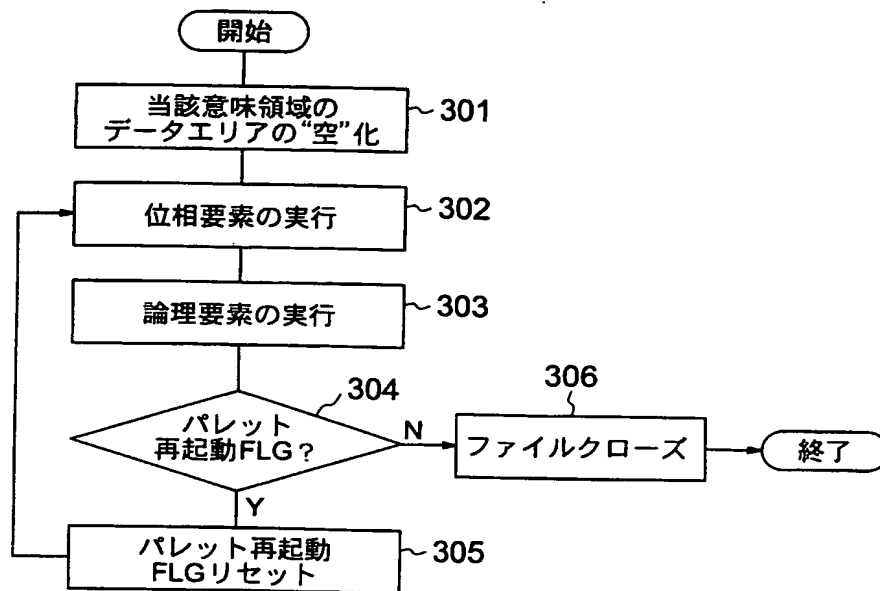 開始
当該意味領域の
データエリアの“空”化
301
位相要素の実行
302
論理要素の実行
303
パレット
再起動FLG?
304
N
Y
306
ファイルクローズ
終了
パレット再起動
FLGリセット
305